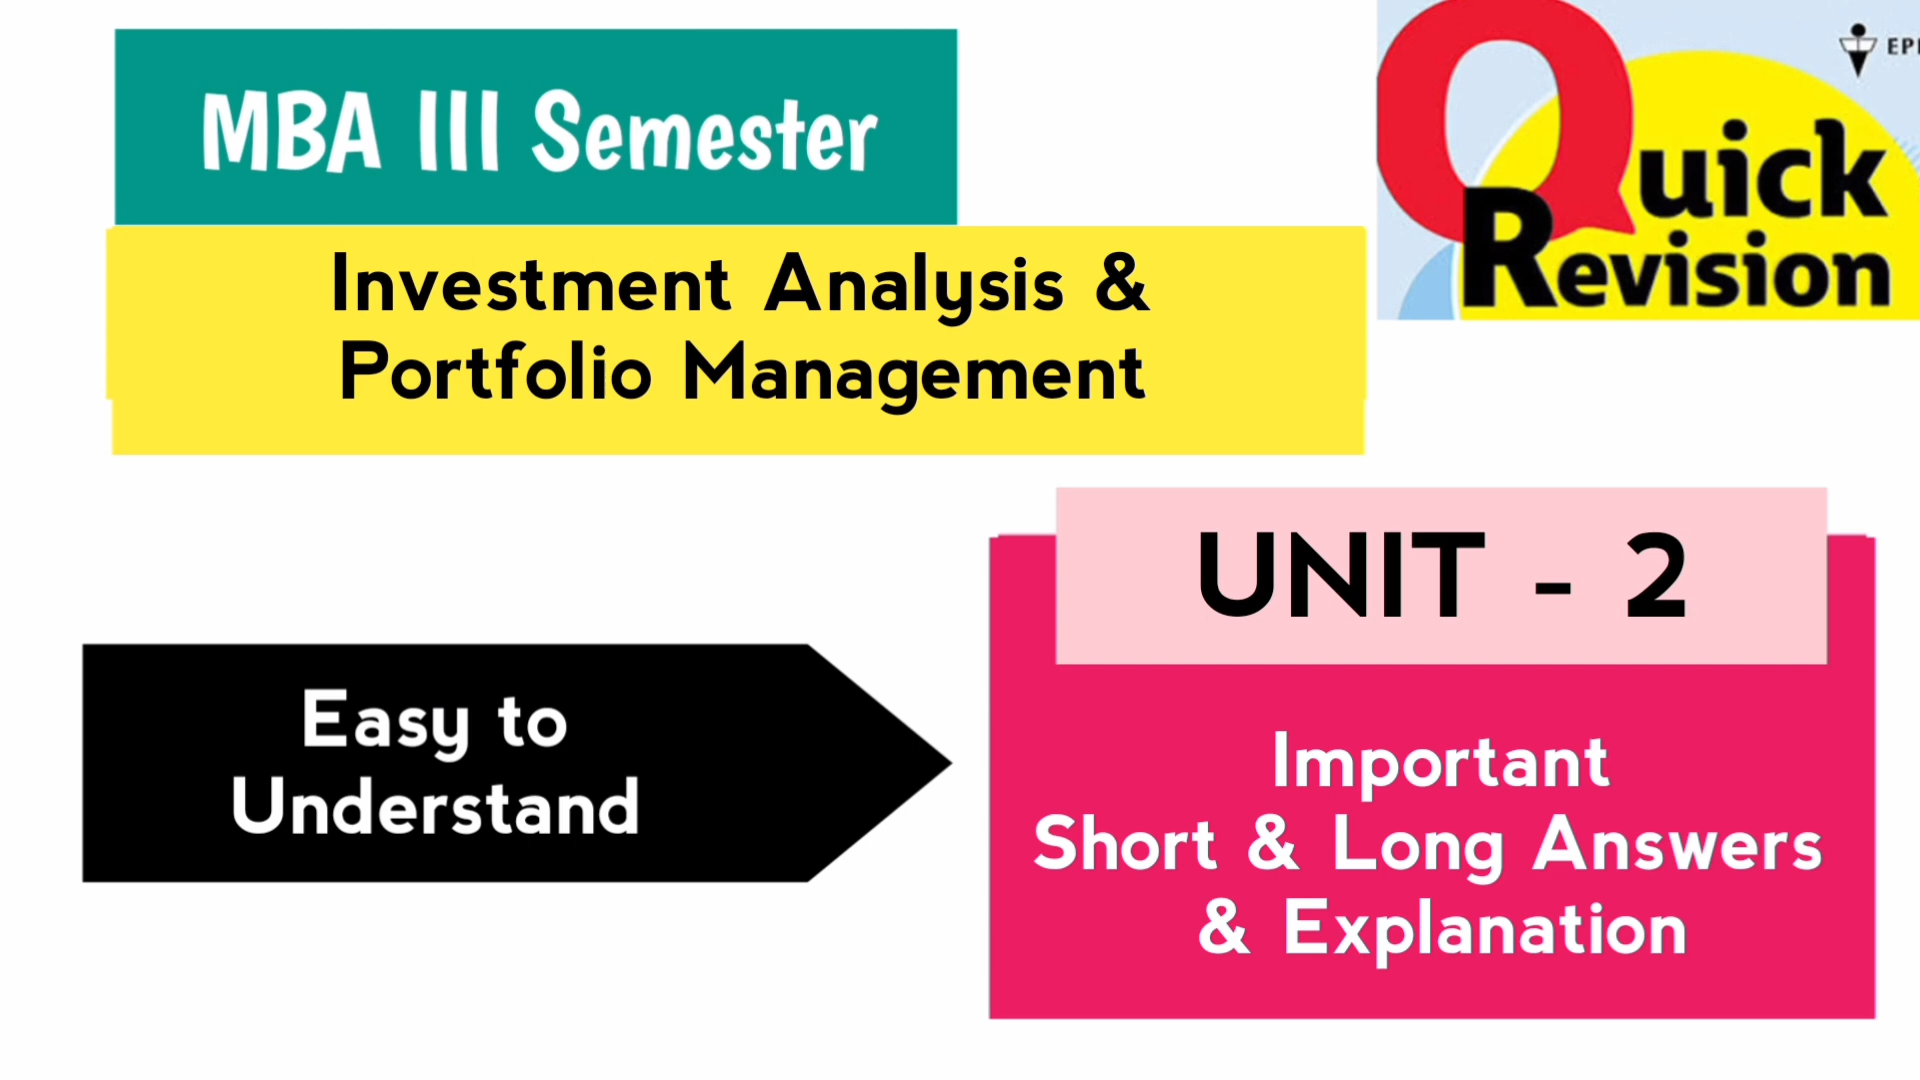 MBA III Semester
Investment Analysis &
Portfolio Management
Quick
Revision
UNIT - 2
Easy to
Understand
Important
Short & Long Answers
& Explanation